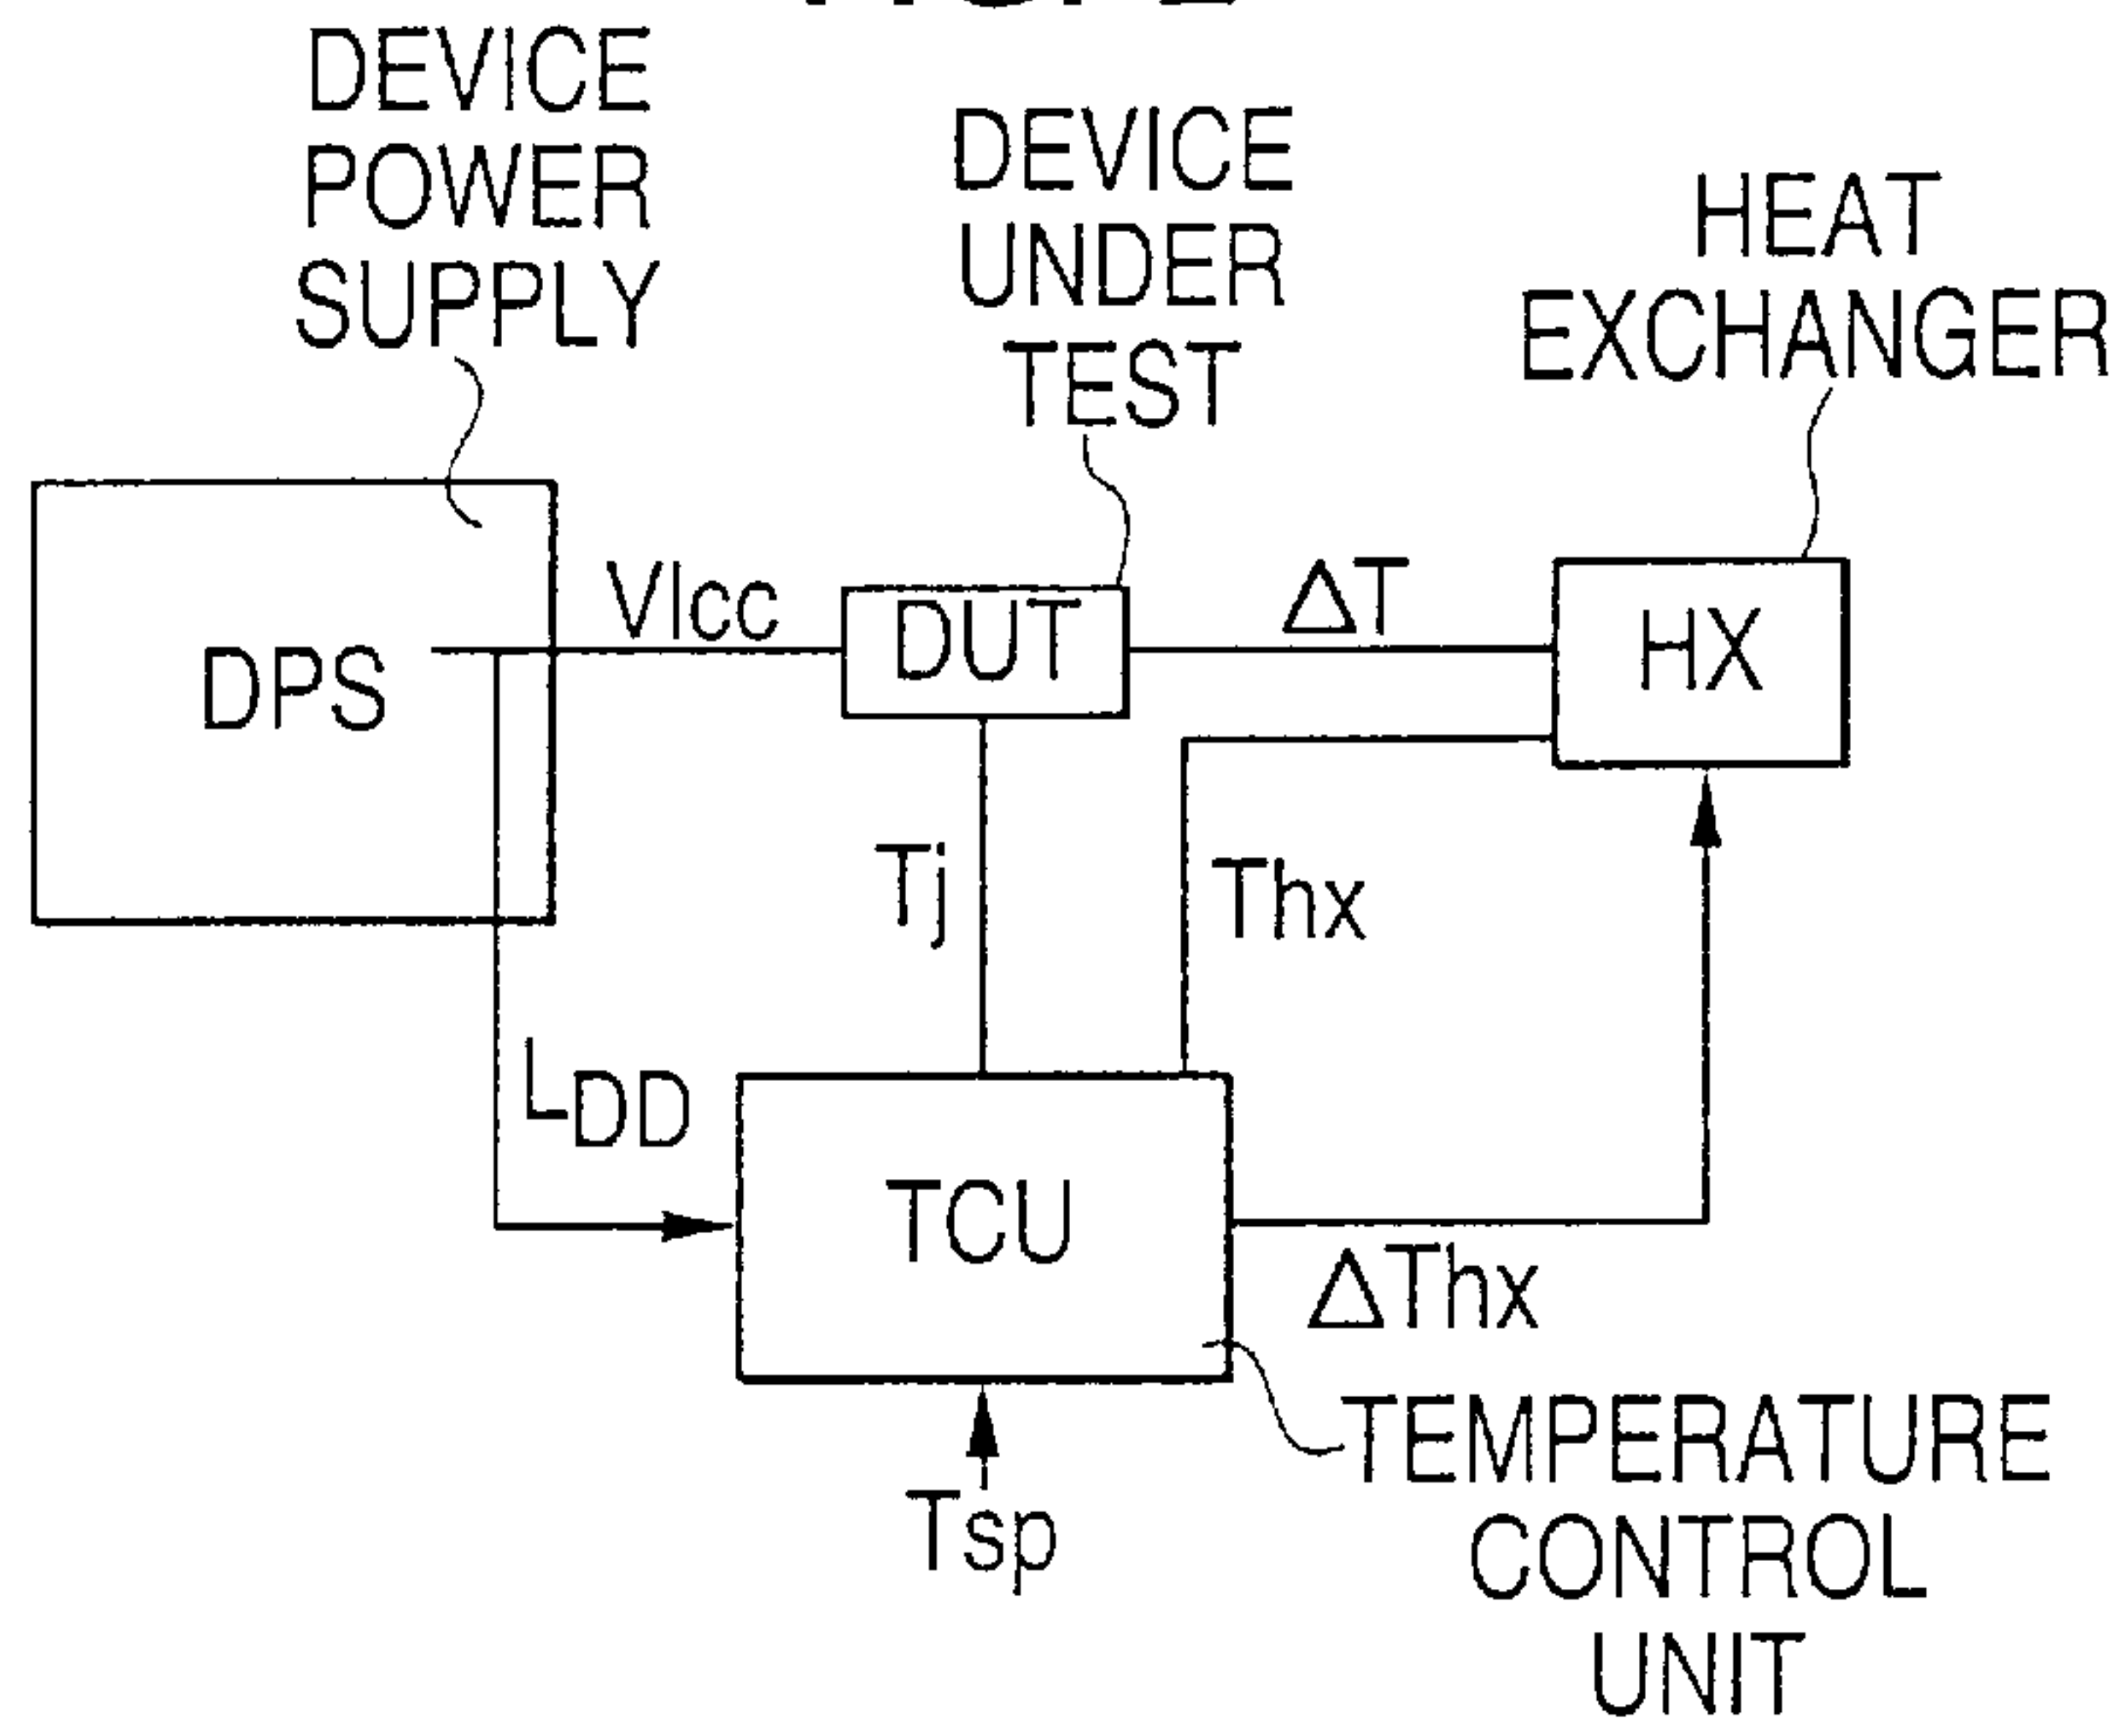 DEVICE
POWER
SUPPLY
DEVICE
UNDER
TEST
HEAT
EXCHANGER
DPS
VIcc
DUT
ΔT
HX
Tj
Thx
LDD
TCU
ΔThx
Tsp
TEMPERATURE
CONTROL
UNIT